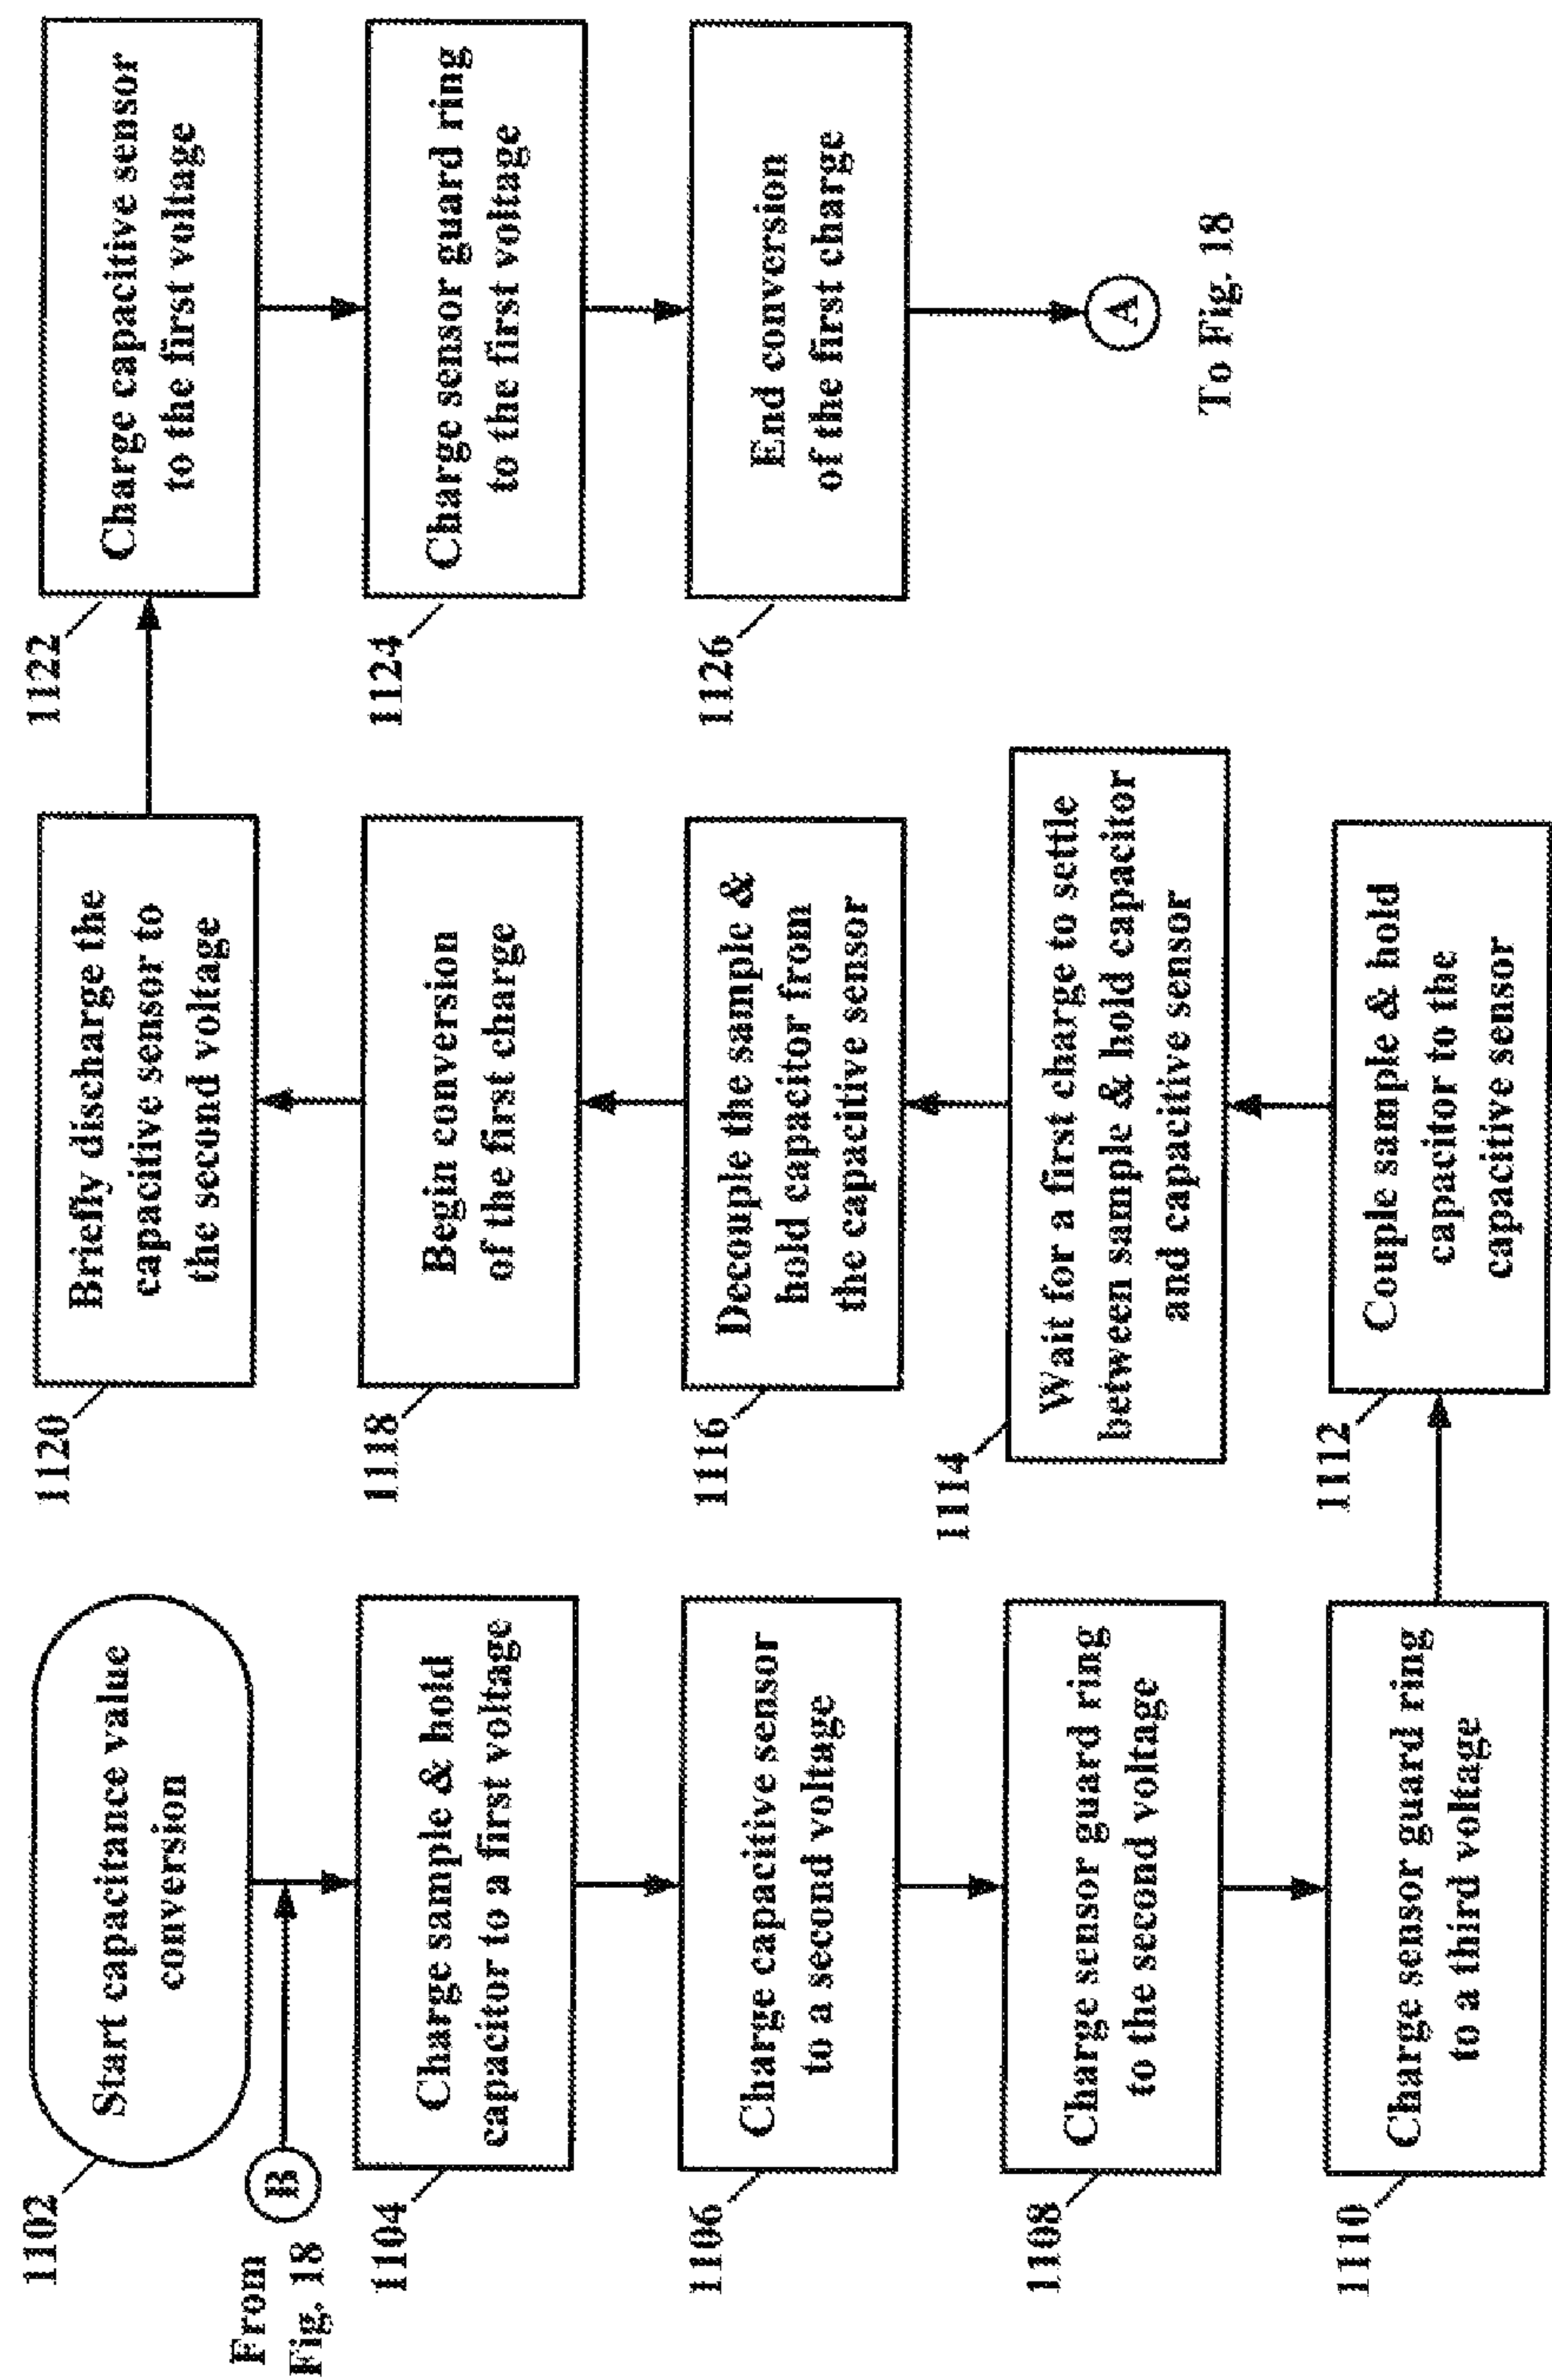 1102
Start capacitance value
conversion
From
Fig. 18
B
1104
Charge sample & hold
capacitor to a first voltage
1106
Charge capacitive sensor
to a second voltage
1108
Charge sensor guard ring
to the second voltage
1110
Charge sensor guard ring
to a third voltage
1112
Couple sample & hold
capacitor to the
capacitive sensor
1114
Wait for a first charge to settle
between sample & hold capacitor
and capacitive sensor
1116
Decouple the sample &
hold capacitor from
the capacitive sensor
1118
Begin conversion
of the first charge
1120
Briefly discharge the
capacitive sensor to
the second voltage
1122
Charge capacitive sensor
to the first voltage
1124
Charge sensor guard ring
to the first voltage
1126
End conversion
of the first charge
A
To Fig. 18